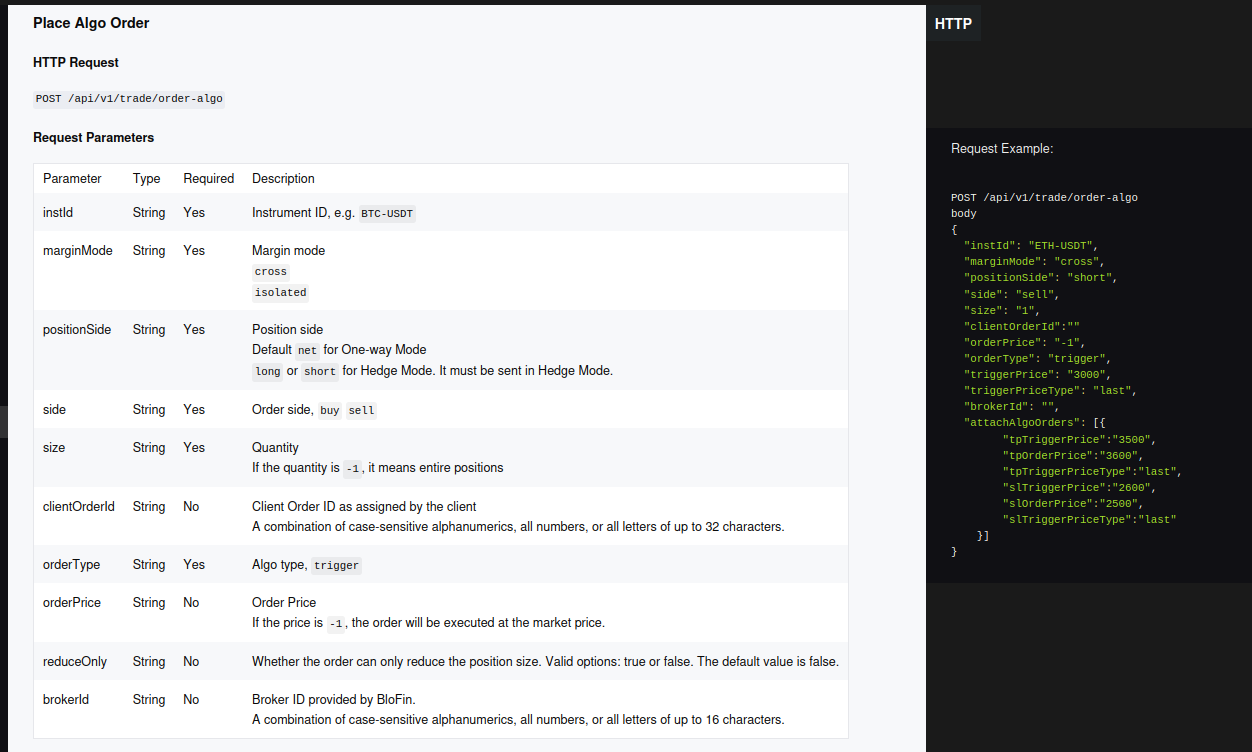 Place Algo Order
HTTP Request
POST /api/v1/trade/order-algo
Request Parameters
Parameter Type Required Description
instId String Yes Instrument ID, e.g. BTC-USDT
marginMode String Yes Margin mode
cross
isolated
positionSide String Yes Position side
Default net for One-way Mode
long or short for Hedge Mode. It must be sent in Hedge Mode.
side String Yes Order side, buy sell
size String Yes Quantity
If the quantity is -1, it means entire positions
clientOrderId String No Client Order ID as assigned by the client
A combination of case-sensitive alphanumerics, all numbers, or all letters of up to 32 characters.
orderType String Yes Algo type, trigger
orderPrice String No Order Price
If the price is -1, the order will be executed at the market price.
reduceOnly String No Whether the order can only reduce the position size. Valid options: true or false. The default value is false.
brokerId String No Broker ID provided by BloFin.
A combination of case-sensitive alphanumerics, all numbers, or all letters of up to 16 characters.
HTTP
Request Example:
POST /api/v1/trade/order-algo
body
{
"instId": "ETH-USDT",
"marginMode": "cross",
"positionSide": "short",
"side": "sell",
"size": "1",
"clientOrderId":""
"orderPrice": "-1",
"orderType": "trigger",
"triggerPrice": "3000",
"triggerPriceType": "last",
"brokerId": "",
"attachAlgoOrders": [{
"tpTriggerPrice":"3500",
"tpOrderPrice":"3600",
"tpTriggerPriceType":"last",
"slTriggerPrice":"2600",
"slOrderPrice":"2500",
"slTriggerPriceType":"last"
}]
}